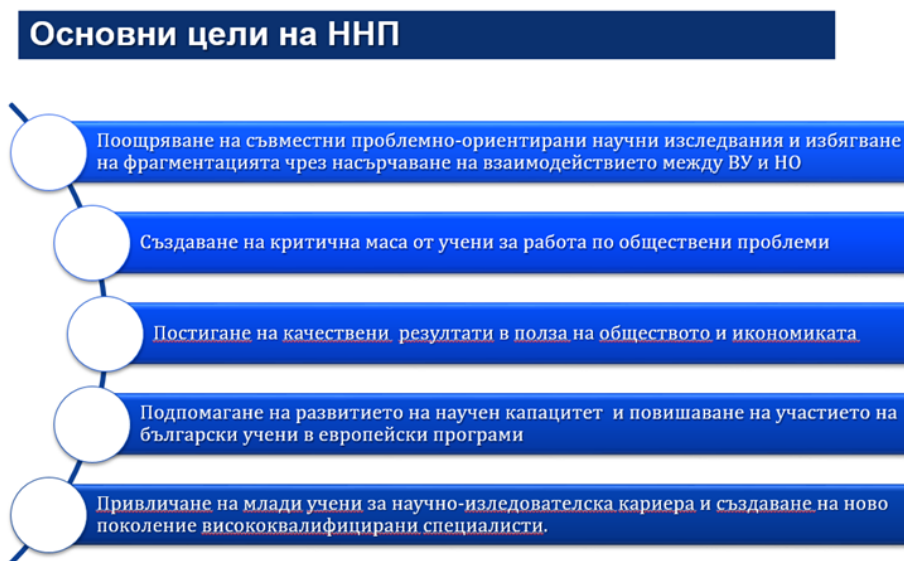 Основни цели на ННП
Поощряване на съвместни проблемно-ориентирани научни изследвания и избягване
на фрагментацията чрез насърчаване на взаимодействието между ВУ и НО
Създаване на критична маса от учени за работа по обществени проблеми
Постигане на качествени резултати в полза на обществото и икономиката
Подпомагане на развитието на научен капацитет и повишаване на участието на
български учени в европейски програми
Привличане на млади учени за научно-изледователска кариера и създаване на ново
поколение висококвалифицирани специалисти.